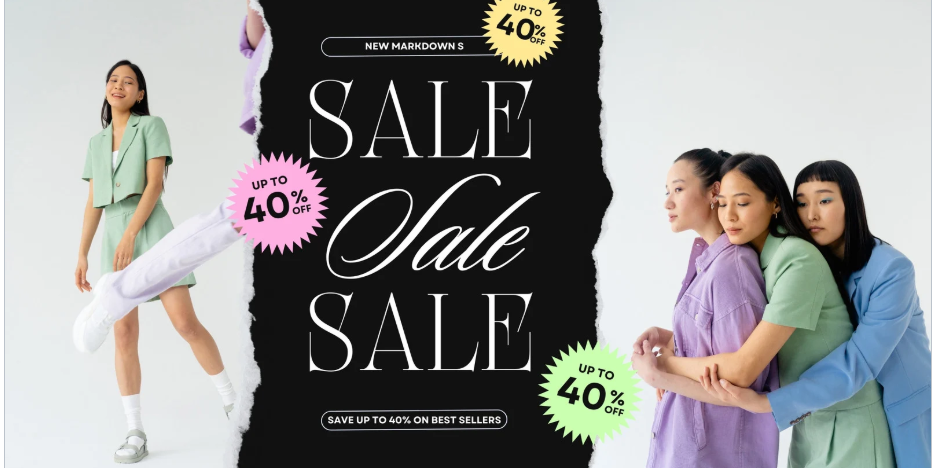 UP TO
40%
OFF
NEW MARKDOWN S
SALE
UP TO
40%
OFF
Sale
SALE
UP TO
40%
OFF
SAVE UP TO 40% ON BEST SELLERS